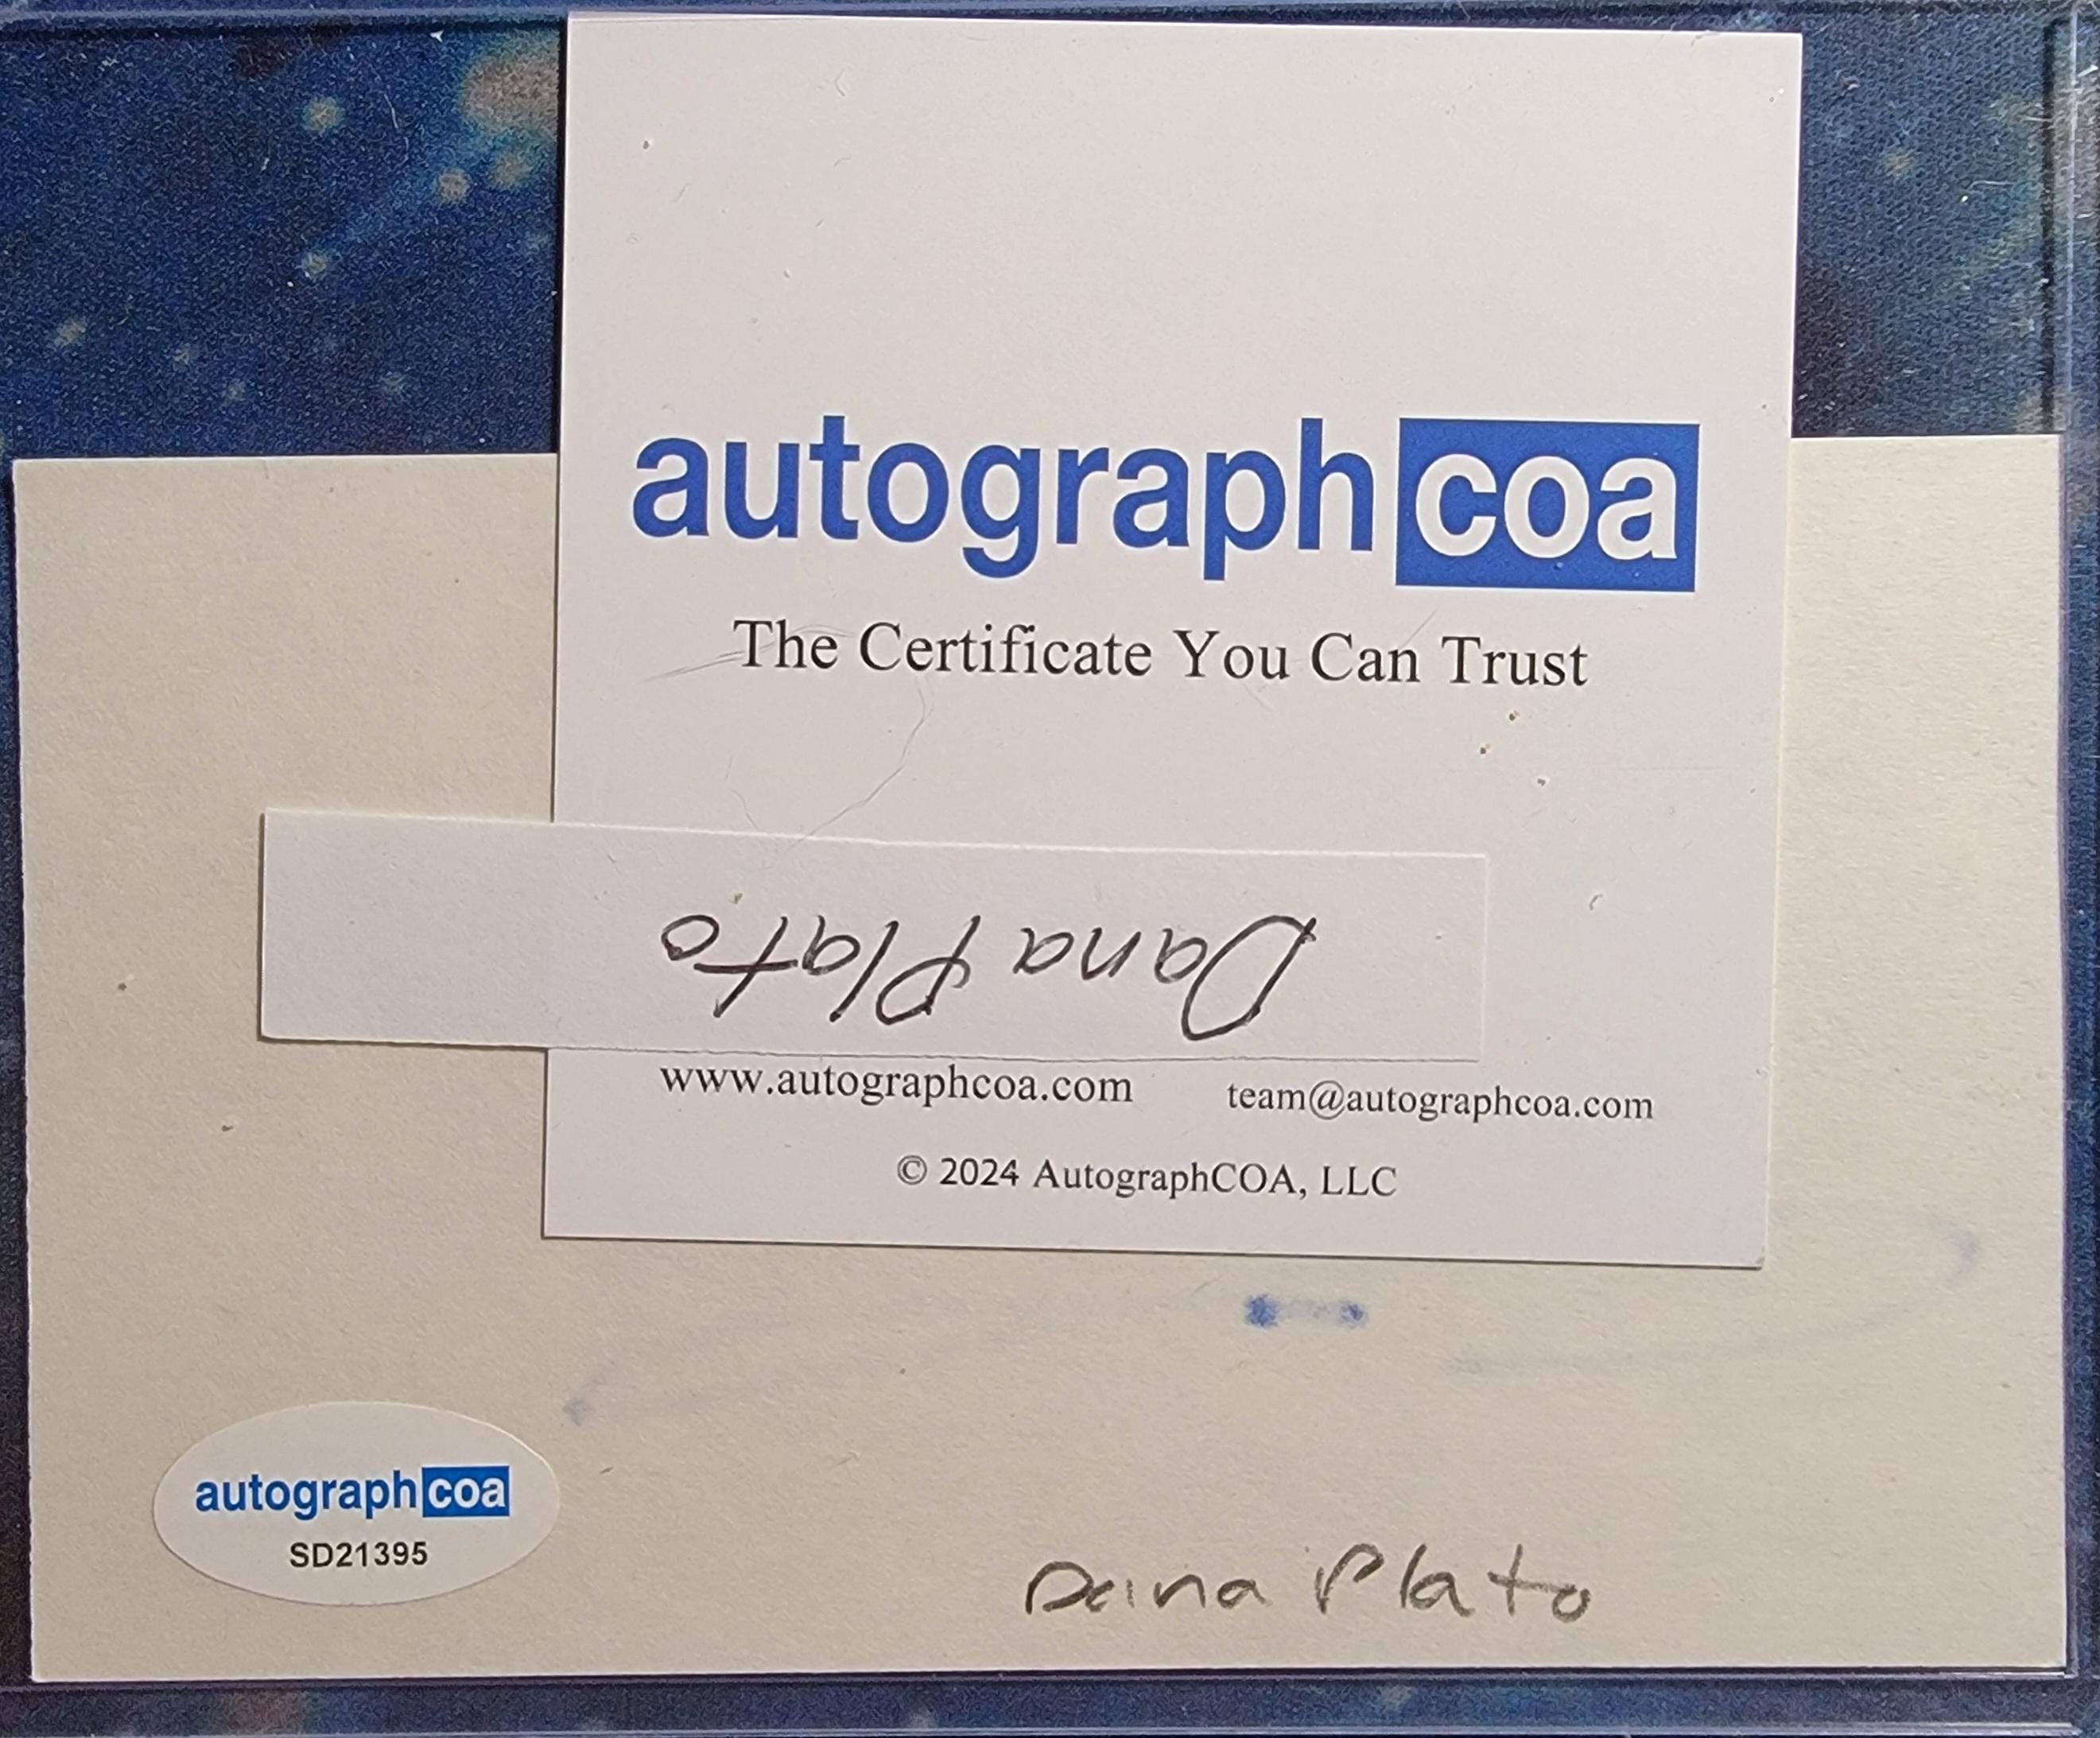 autographcoa
The Certificate You Can Trust
Dana Plato
www.autographcoa.com team@autographcoa.com
© 2024 AutographCOA, LLC
autographcoa
SD21395
Dana Plato